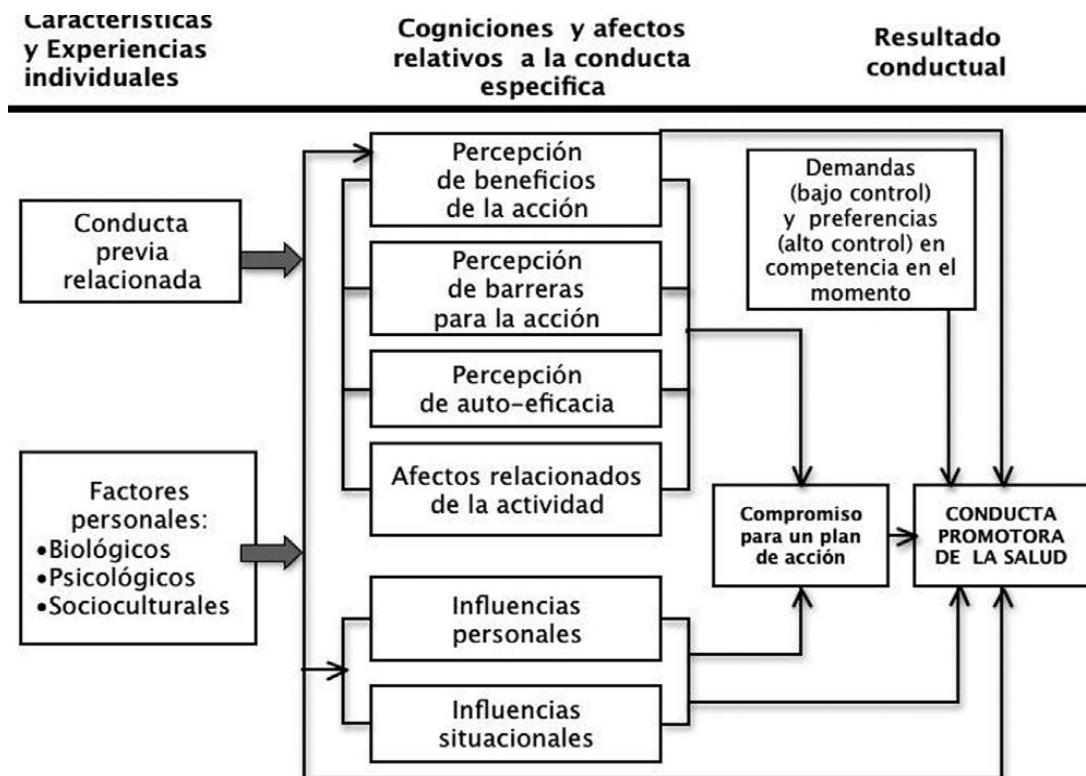 Características
y Experiencias
individuales
Cogniciones y afectos
relativos a la conducta
especifica
Resultado
conductual
Conducta
previa
relacionada
Factores
personales:
•Biológicos
•Psicológicos
•Socioculturales
Percepción
de beneficios
de la acción
Percepción
de barreras
para la acción
Percepción
de auto-eficacia
Afectos relacionados
de la actividad
Influencias
personales
Influencias
situacionales
Demandas
(bajo control)
y preferencias
(alto control) en
competencia en el
momento
Compromiso
para un plan
de acción
CONDUCTA
PROMOTORA
DE LA SALUD